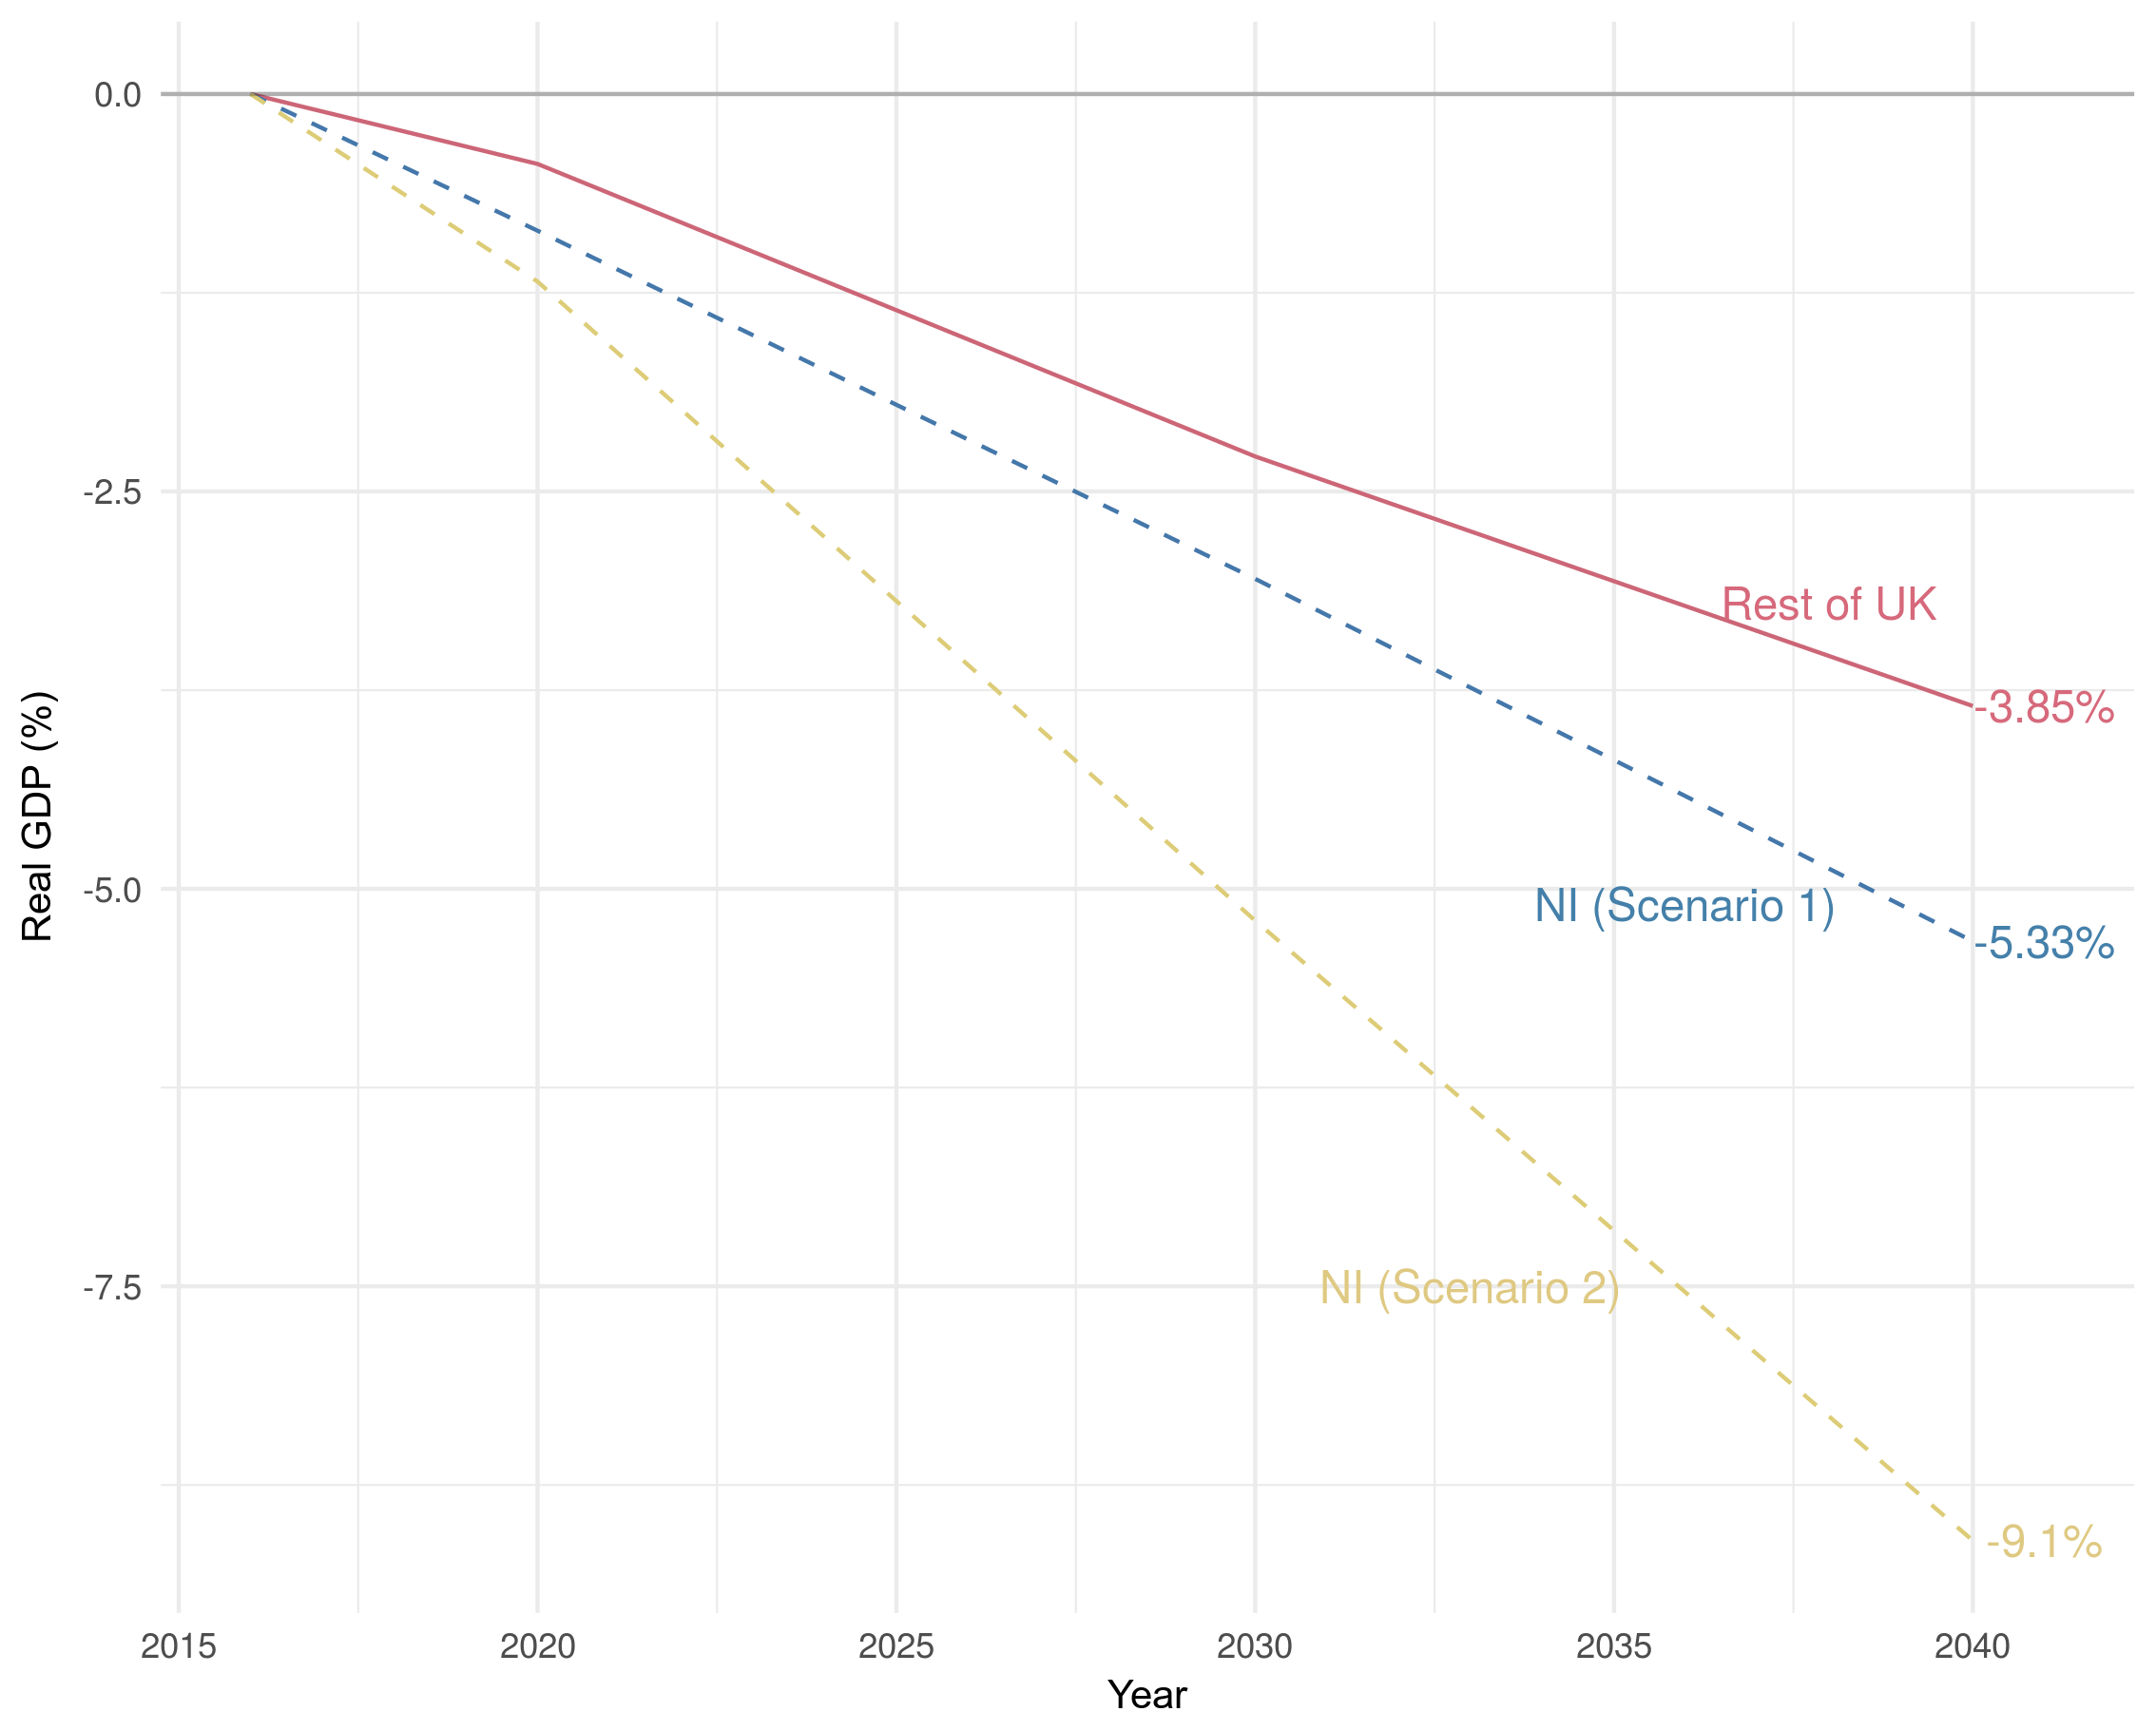 0.0
-2.5
Rest of UK
-3.85%
Real GDP (%)
-5.0
NI (Scenario 1)
-5.33%
-7.5
NI (Scenario 2)
-9.1%
2015 2020 2025 2030 2035 2040
Year